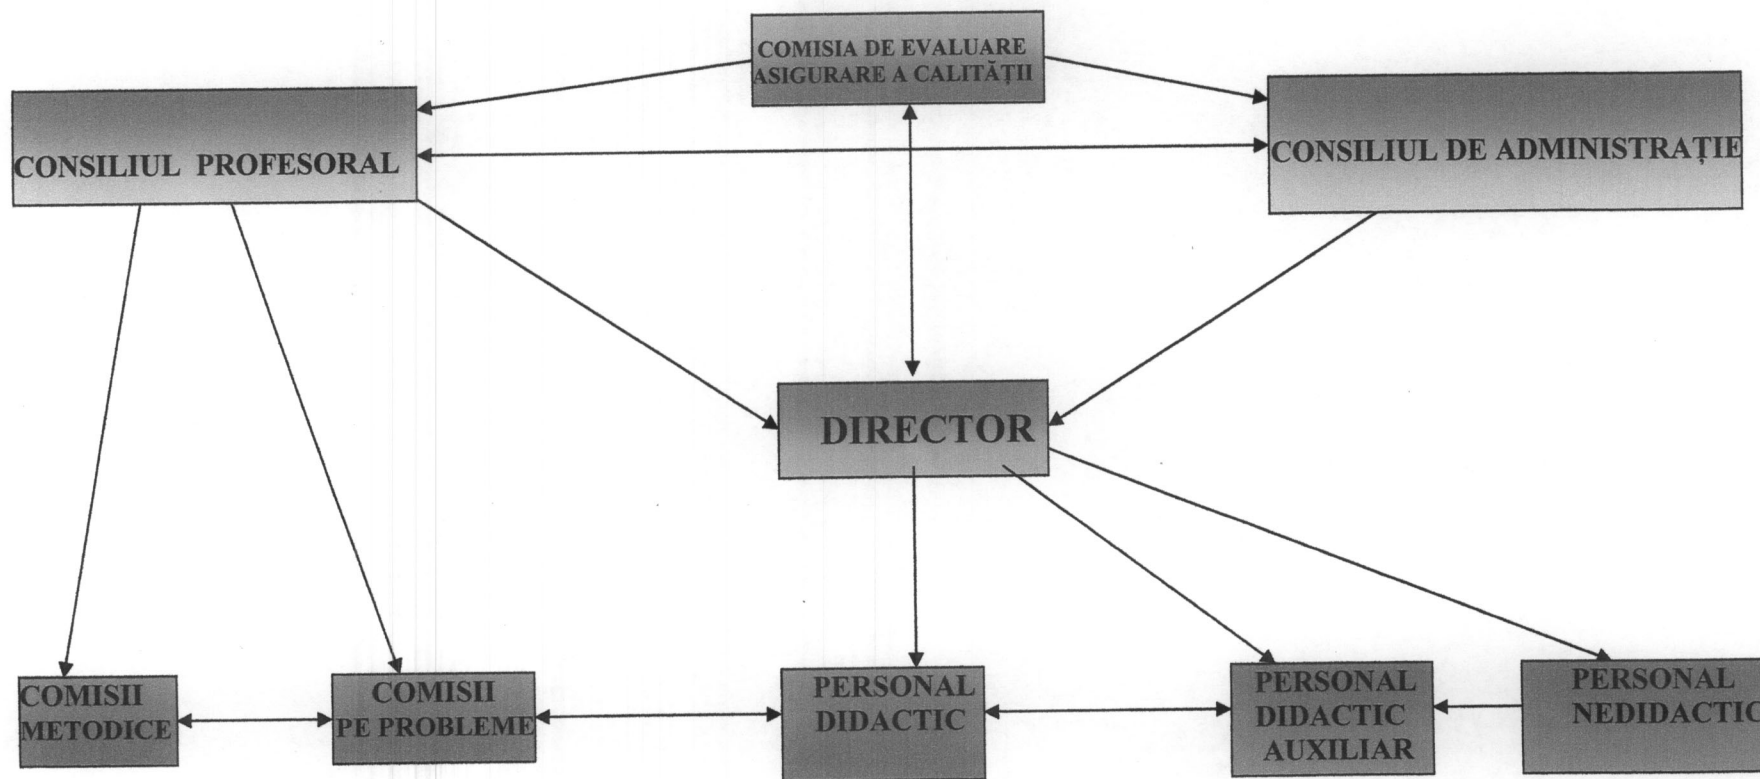 COMISIA DE EVALUARE
ASIGURARE A CALITĂȚII
CONSILIUL PROFESORAL
CONSILIUL DE ADMINISTRAȚIE
DIRECTOR
COMISII
METODICE
COMISII
PE PROBLEME
PERSONAL
DIDACTIC
PERSONAL
DIDACTIC
AUXILIAR
PERSONAL
NEDIDACTIC